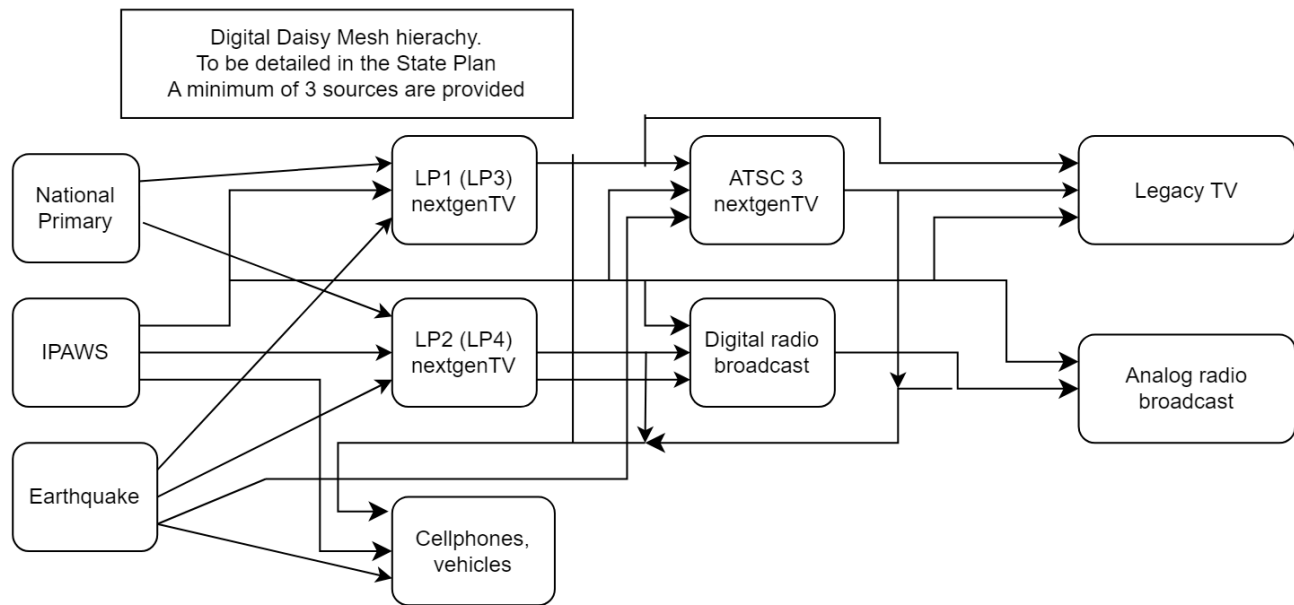 Digital Daisy Mesh hierachy.
To be detailed in the State Plan
A minimum of 3 sources are provided
National
Primary
LP1 (LP3)
nextgenTV
ATSC 3
nextgenTV
Legacy TV
IPAWS
LP2 (LP4)
nextgenTV
Digital radio
broadcast
Analog radio
broadcast
Earthquake
Cellphones,
vehicles